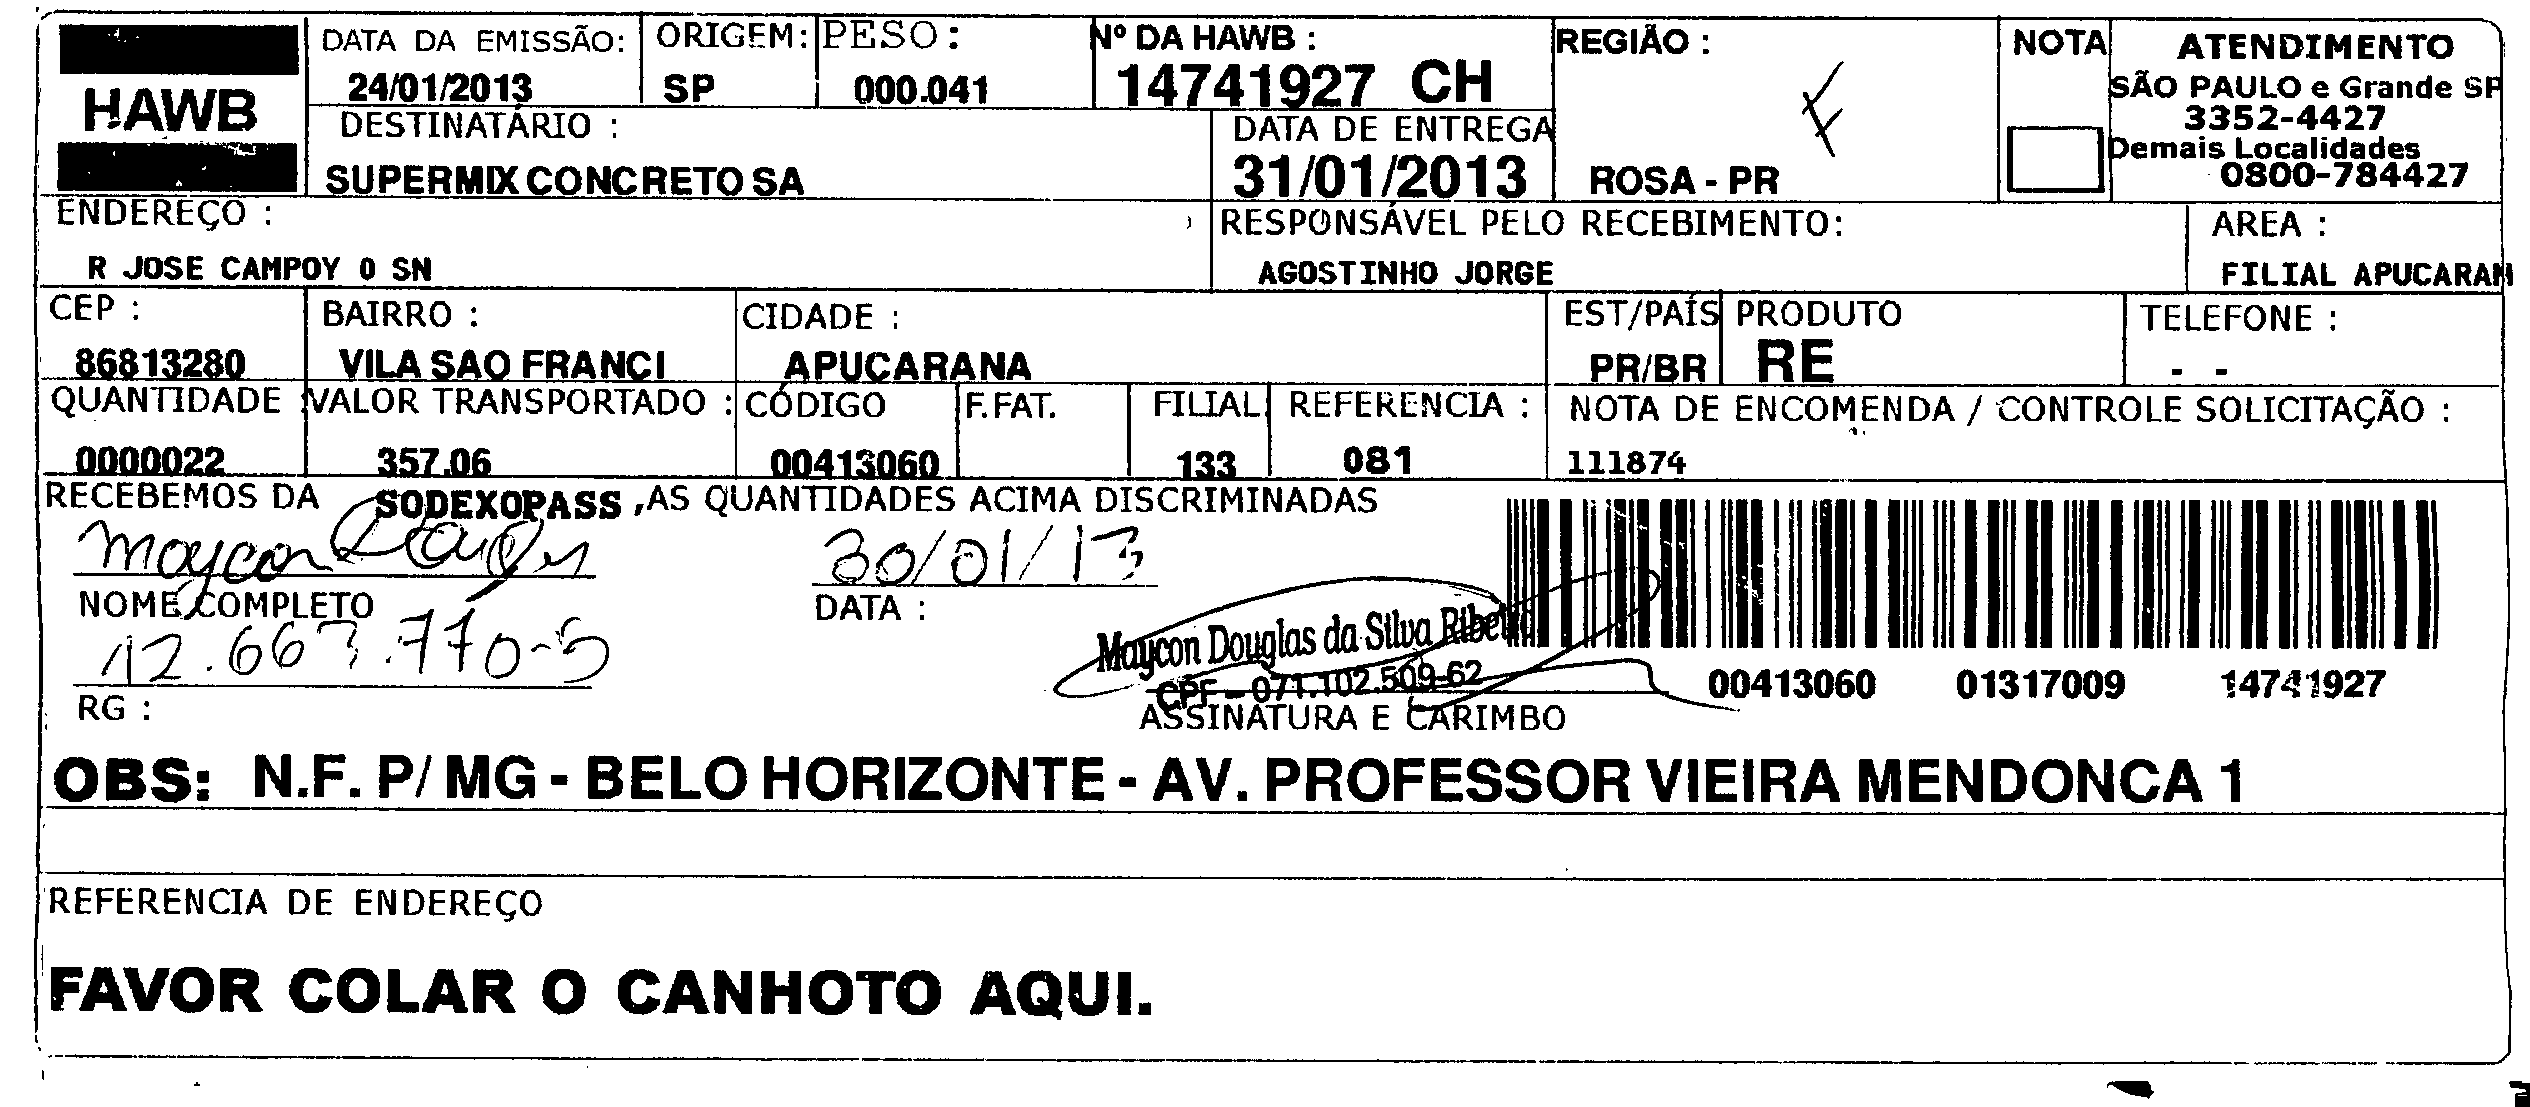 HAWB
DATA DA EMISSÃO: ORIGEM: PESO: Nº DA HAWB : REGIÃO : NOTA ATENDIMENTO
24/01/2013 SP 000.041 14741927 CH SÃO PAULO e Grande SP
3352-4427
DESTINATÁRIO : DATA DE ENTREGA Demais Localidades
SUPERMIX CONCRETO SA 31/01/2013 ROSA - PR 0800-784427
ENDEREÇO : RESPONSÁVEL PELO RECEBIMENTO: AREA :
R JOSE CAMPOY 0 SN AGOSTINHO JORGE FILIAL APUCARAN
CEP : BAIRRO : CIDADE : EST/PAÍS PRODUTO TELEFONE :
86813280 VILA SAO FRANCI APUCARANA PR/BR RE - -
QUANTIDADE VALOR TRANSPORTADO : CÓDIGO F.FAT. FILIAL REFERENCIA : NOTA DE ENCOMENDA / CONTROLE SOLICITAÇÃO :
0000022 357.06 00413060 133 081 111874
RECEBEMOS DA SODEXOPASS ,AS QUANTIDADES ACIMA DISCRIMINADAS
Maycon Douglas 30/01/13
NOME COMPLETO DATA :
12.663.770-5 Maycon Douglas da Silva Ribeiro
CPF - 071.102.509-62 00413060 01317009 14741927
RG : ASSINATURA E CARIMBO
OBS: N.F. P/ MG - BELO HORIZONTE - AV. PROFESSOR VIEIRA MENDONCA 1
REFERENCIA DE ENDEREÇO
FAVOR COLAR O CANHOTO AQUI.